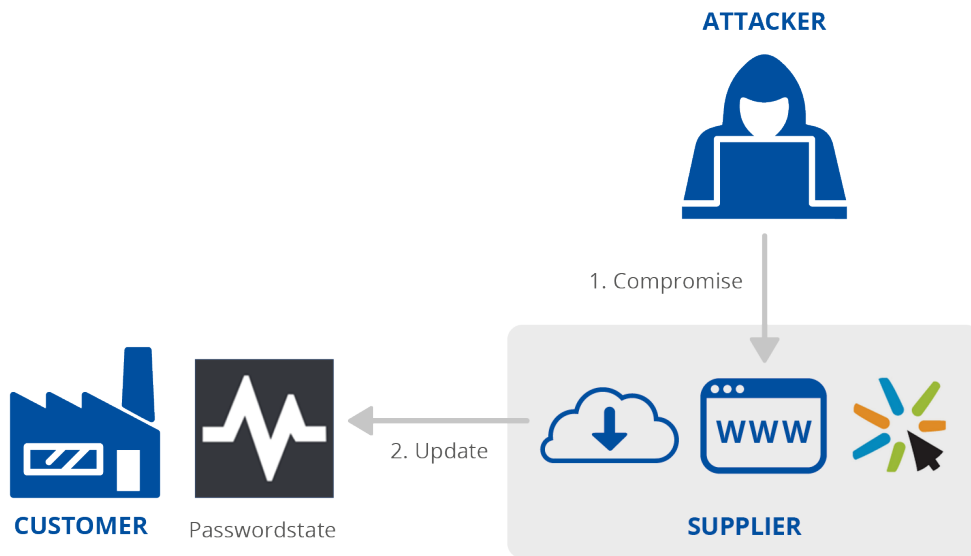 ATTACKER
1. Compromise
WWW
2. Update
CUSTOMER
Passwordstate
SUPPLIER